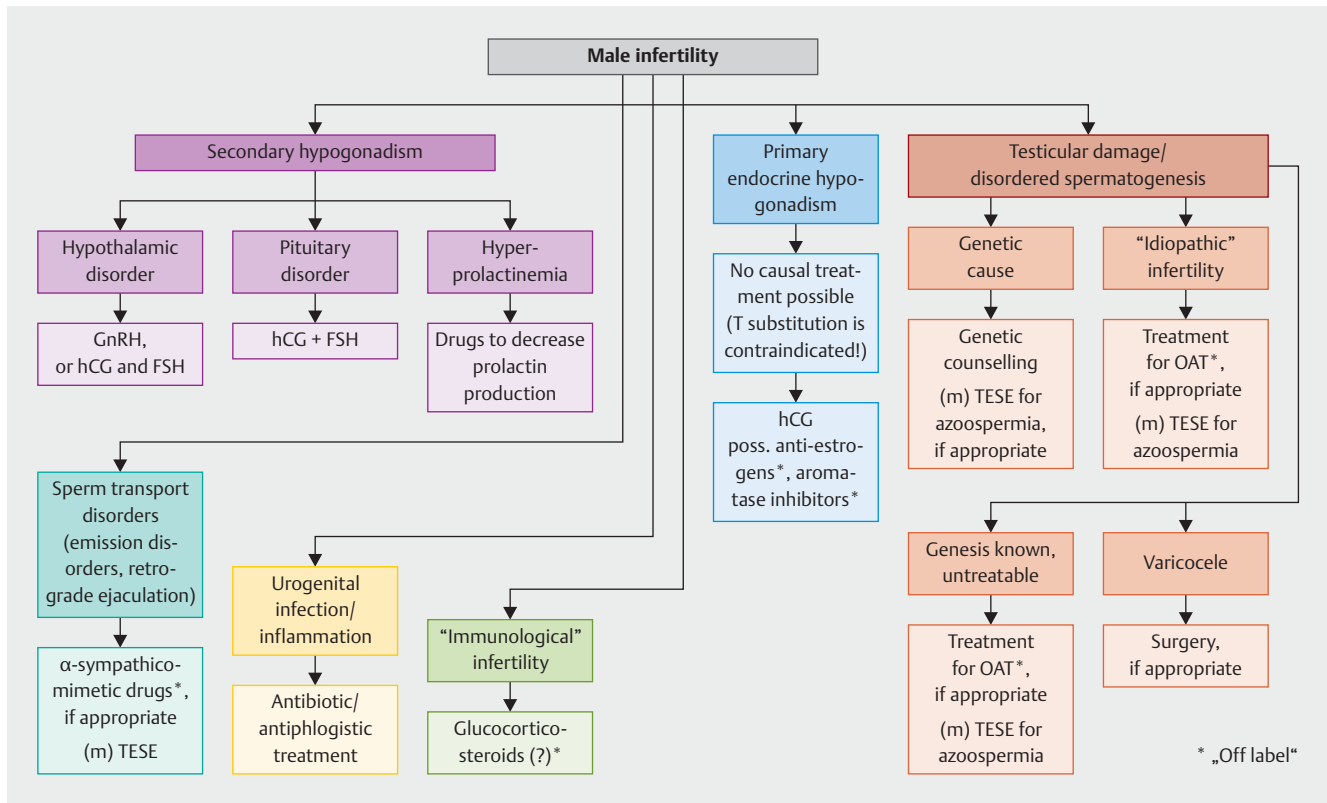 Male infertility
Secondary hypogonadism
Hypothalamic
disorder
GnRH,
or hCG and FSH
Pituitary
disorder
hCG + FSH
Hyper-
prolactinemia
Drugs to decrease
prolactin
production
Primary
endocrine hypo-
gonadism
No causal treat-
ment possible
(T substitution is
contraindicated!)
hCG
poss. anti-estro-
gens*, aroma-
tase inhibitors*
Testicular damage/
disordered spermatogenesis
Genetic
cause
Genetic
counselling
(m) TESE for
azoospermia,
if appropriate
“Idiopathic”
infertility
Treatment
for OAT*,
if appropriate
(m) TESE for
azoospermia
Sperm transport
disorders
(emission dis-
orders, retro-
grade ejaculation)
α-sympathico-
mimetic drugs*,
if appropriate
(m) TESE
Urogenital
infection/
inflammation
Antibiotic/
antiphlogistic
treatment
“Immunological”
infertility
Glucocortico-
steroids (?)*
Genesis known,
untreatable
Treatment
for OAT*,
if appropriate
(m) TESE for
azoospermia
Varicocele
Surgery,
if appropriate
* „Off label“